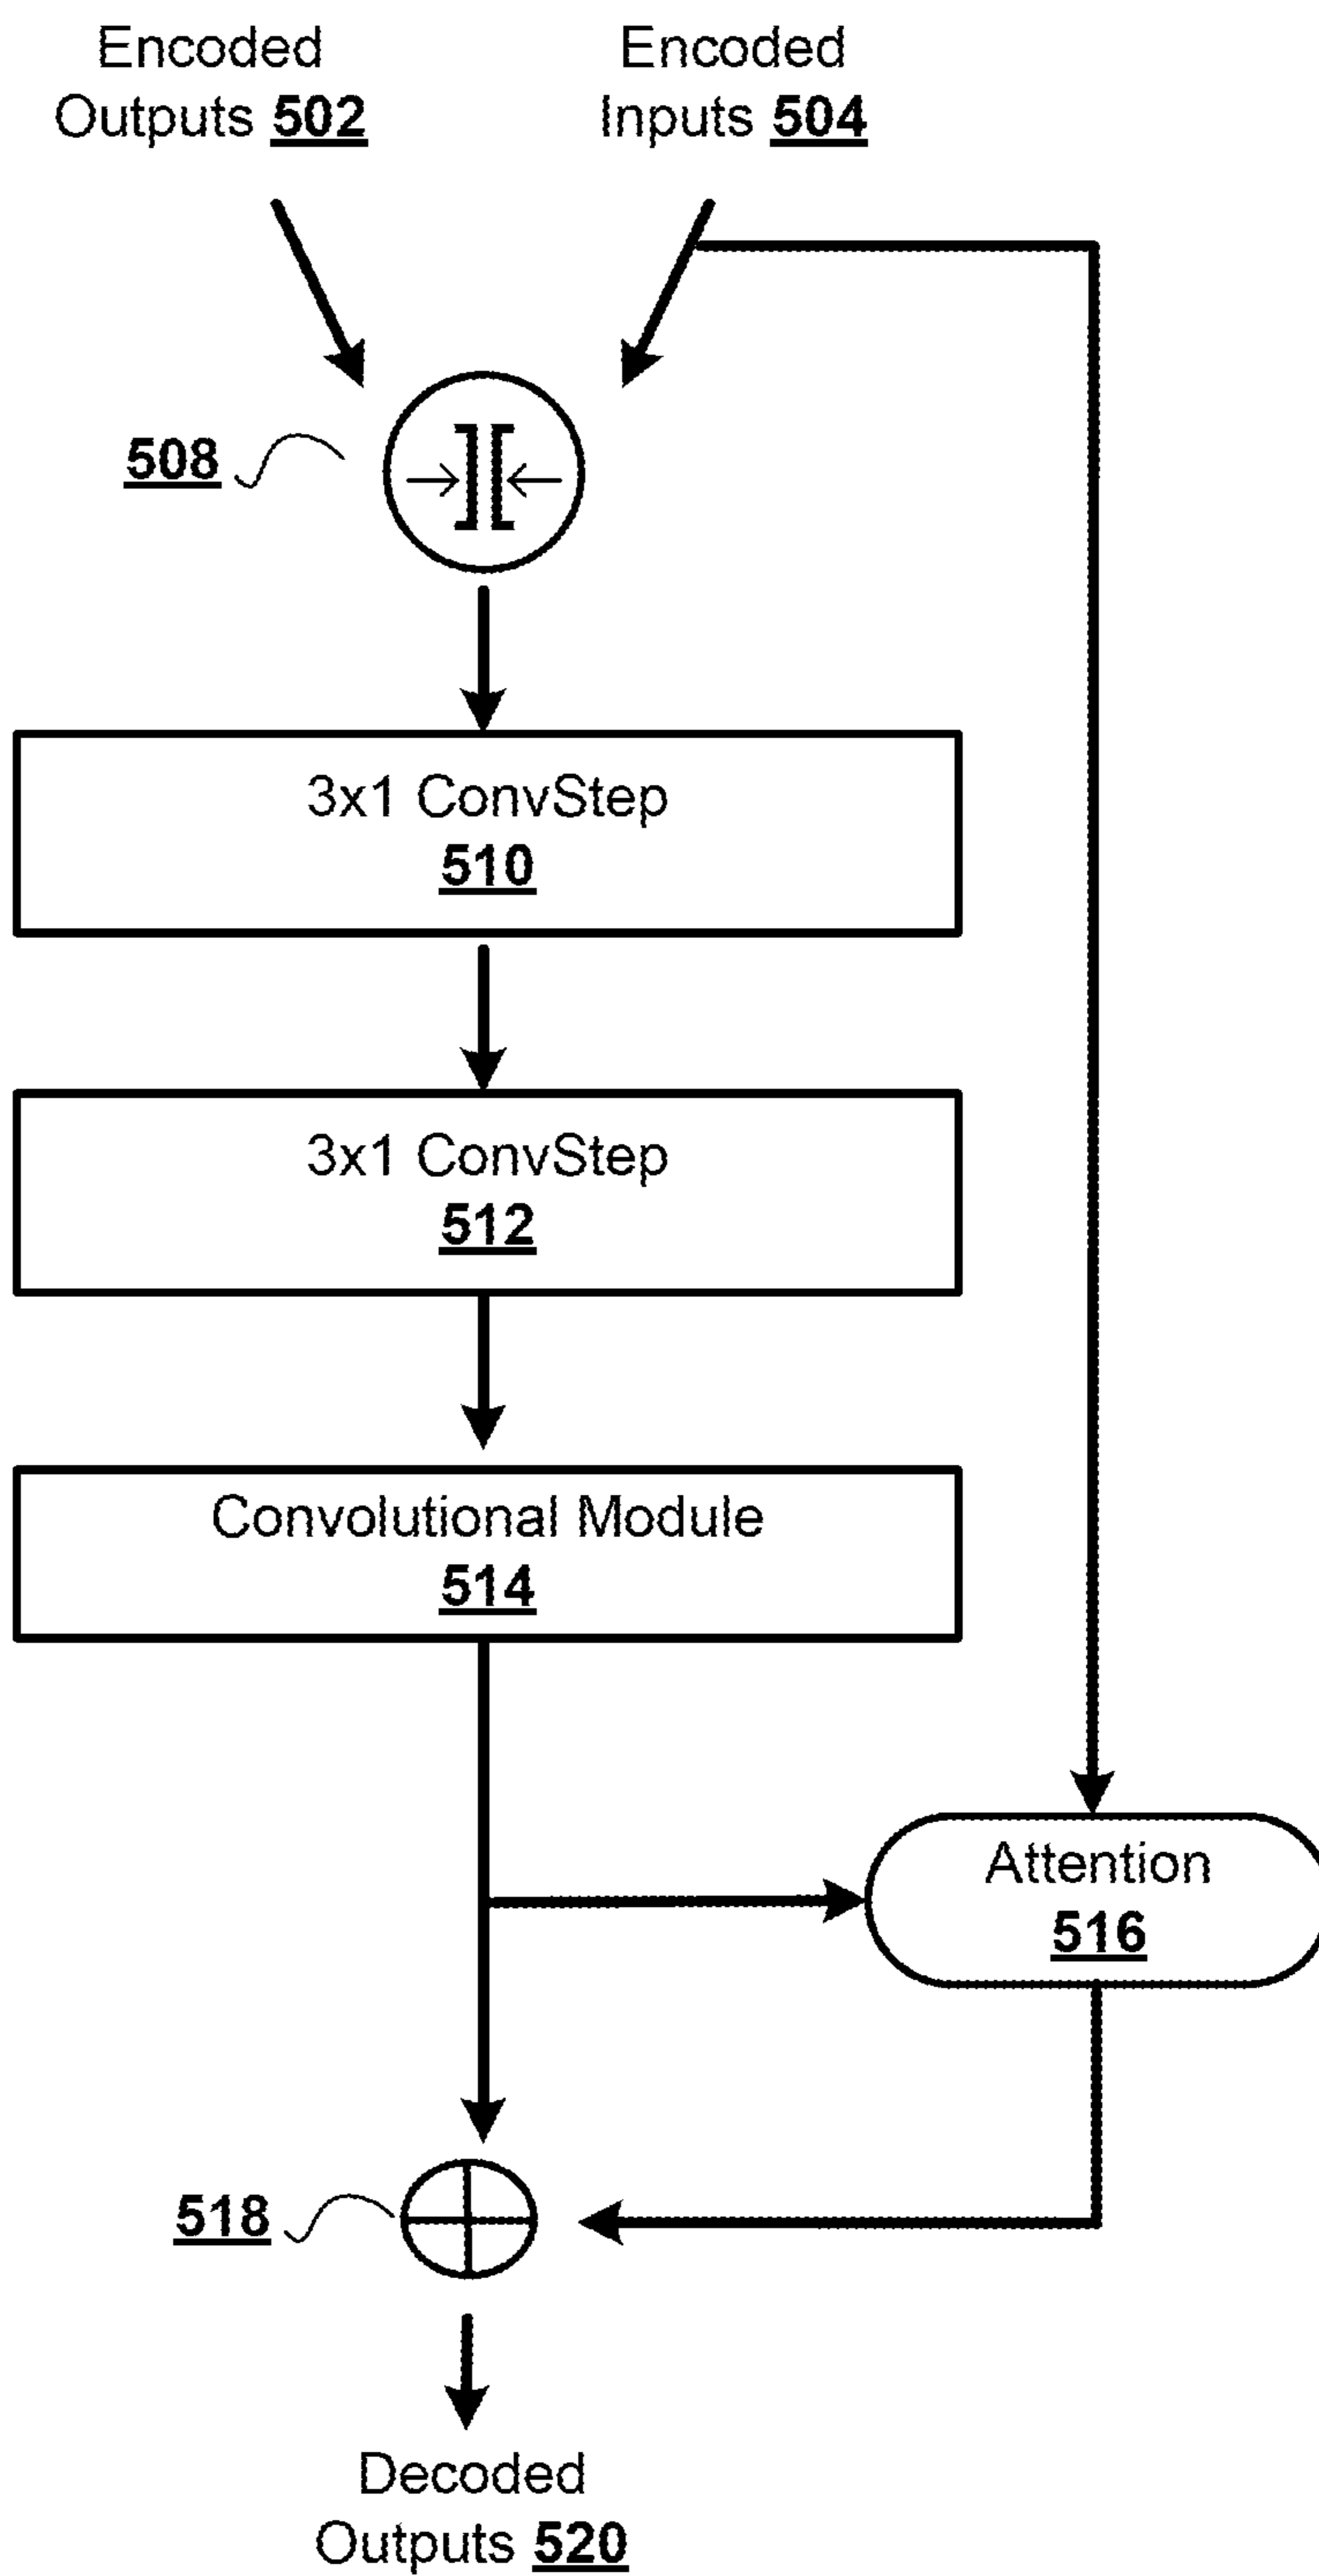 Encoded
Outputs 502
Encoded
Inputs 504
508
3x1 ConvStep
510
3x1 ConvStep
512
Convolutional Module
514
Attention
516
518
Decoded
Outputs 520